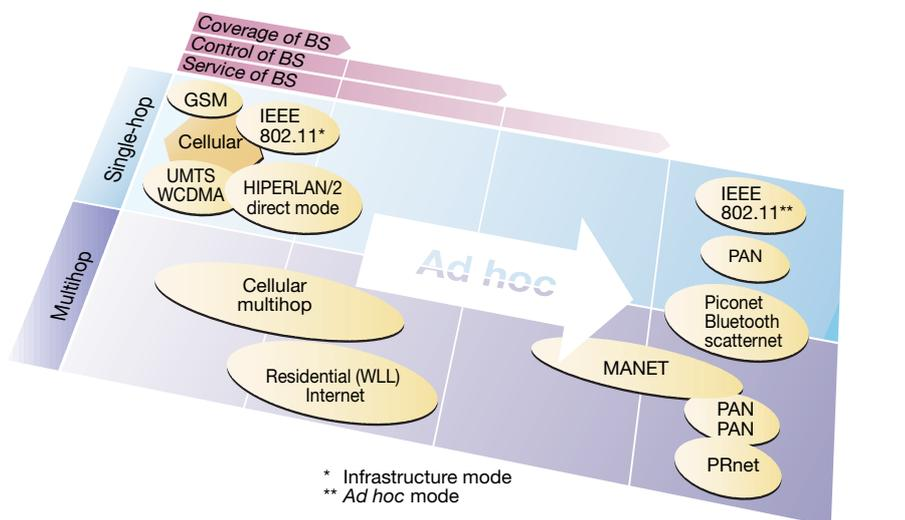 Coverage of BS
Control of BS
Service of BS
Single-hop
GSM
IEEE
802.11*
Cellular
UMTS
WCDMA
HIPERLAN/2
direct mode
IEEE
802.11**
PAN
Piconet
Bluetooth
scatternet
Ad hoc
Multihop
Cellular
multihop
Residential (WLL)
Internet
MANET
PAN
PAN
PRnet
* Infrastructure mode
** Ad hoc mode